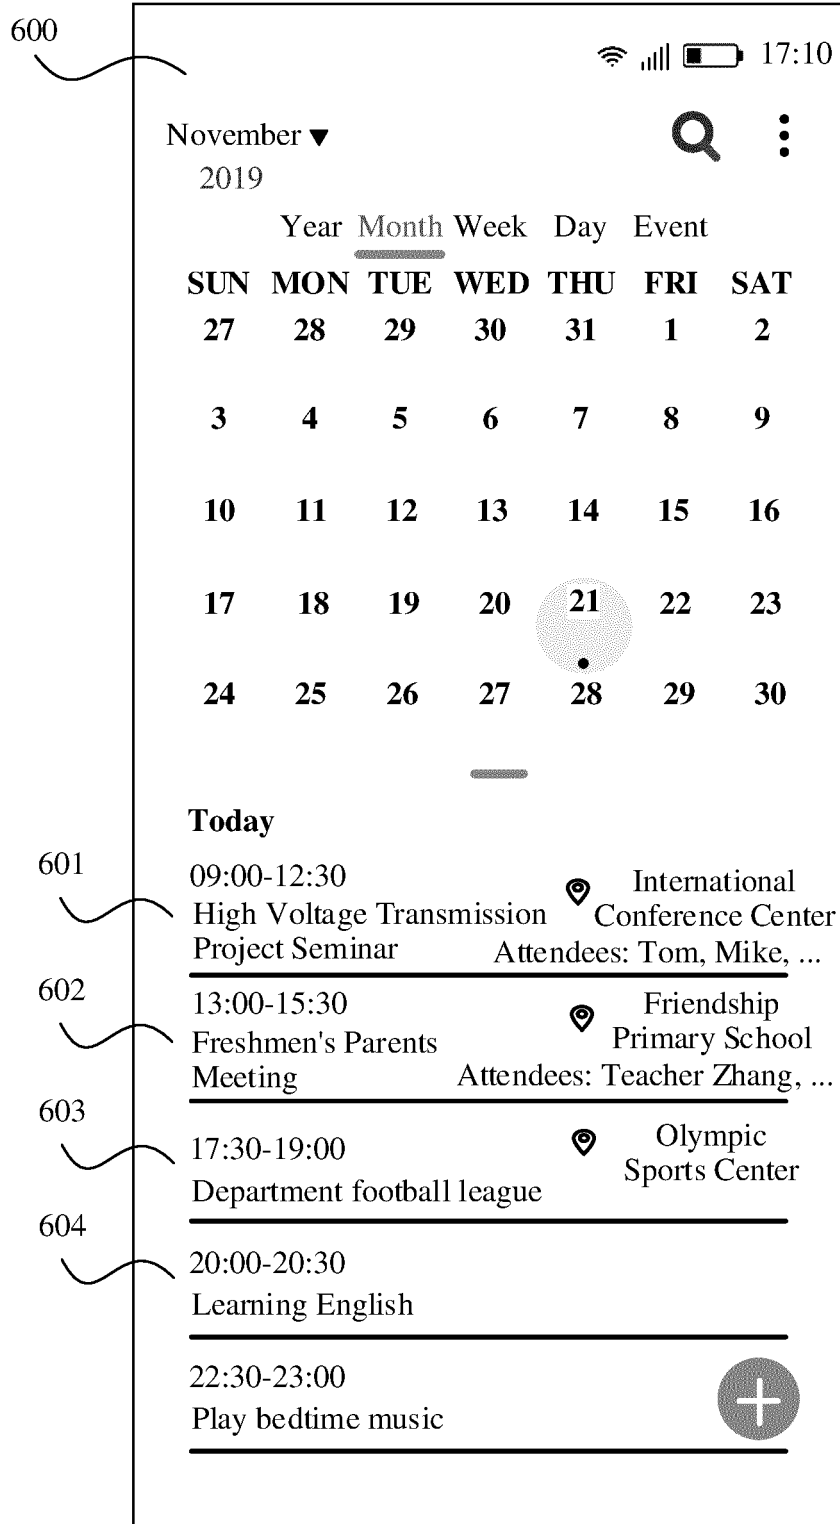 600
17:10
November
2019
Year Month Week Day Event
SUN MON TUE WED THU FRI SAT
27 28 29 30 31 1 2
3 4 5 6 7 8 9
10 11 12 13 14 15 16
17 18 19 20 21 22 23
24 25 26 27 28 29 30
Today
601
09:00-12:30
High Voltage Transmission
Project Seminar
International
Conference Center
Attendees: Tom, Mike, ...
602
13:00-15:30
Freshmen's Parents
Meeting
Friendship
Primary School
Attendees: Teacher Zhang, ...
603
17:30-19:00
Department football league
Olympic
Sports Center
604
20:00-20:30
Learning English
22:30-23:00
Play bedtime music